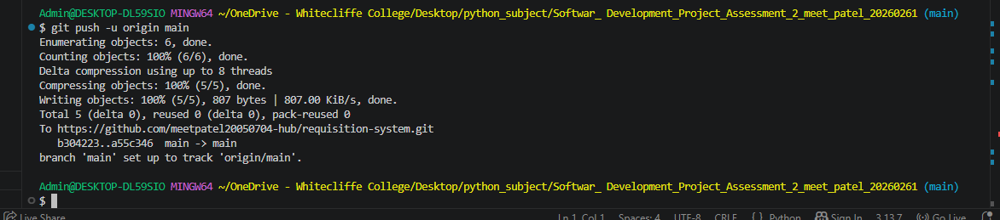 Admin@DESKTOP-DL59SIO MINGW64 ~/OneDrive - Whitecliffe College/Desktop/python_subject/Softwar_ Development_Project_Assessment_2_meet_patel_20260261 (main)
$ git push -u origin main
Enumerating objects: 6, done.
Counting objects: 100% (6/6), done.
Delta compression using up to 8 threads
Compressing objects: 100% (5/5), done.
Writing objects: 100% (5/5), 807 bytes | 807.00 KiB/s, done.
Total 5 (delta 0), reused 0 (delta 0), pack-reused 0
To https://github.com/meetpatel20050704-hub/requisition-system.git
   b304223..a55c346  main -> main
branch 'main' set up to track 'origin/main'.
Admin@DESKTOP-DL59SIO MINGW64 ~/OneDrive - Whitecliffe College/Desktop/python_subject/Softwar_ Development_Project_Assessment_2_meet_patel_20260261 (main)
$
Live Share Ln 1, Col 1 Spaces: 4 UTF-8 CRLF { } Python Sign In 3.13.7 Go Live